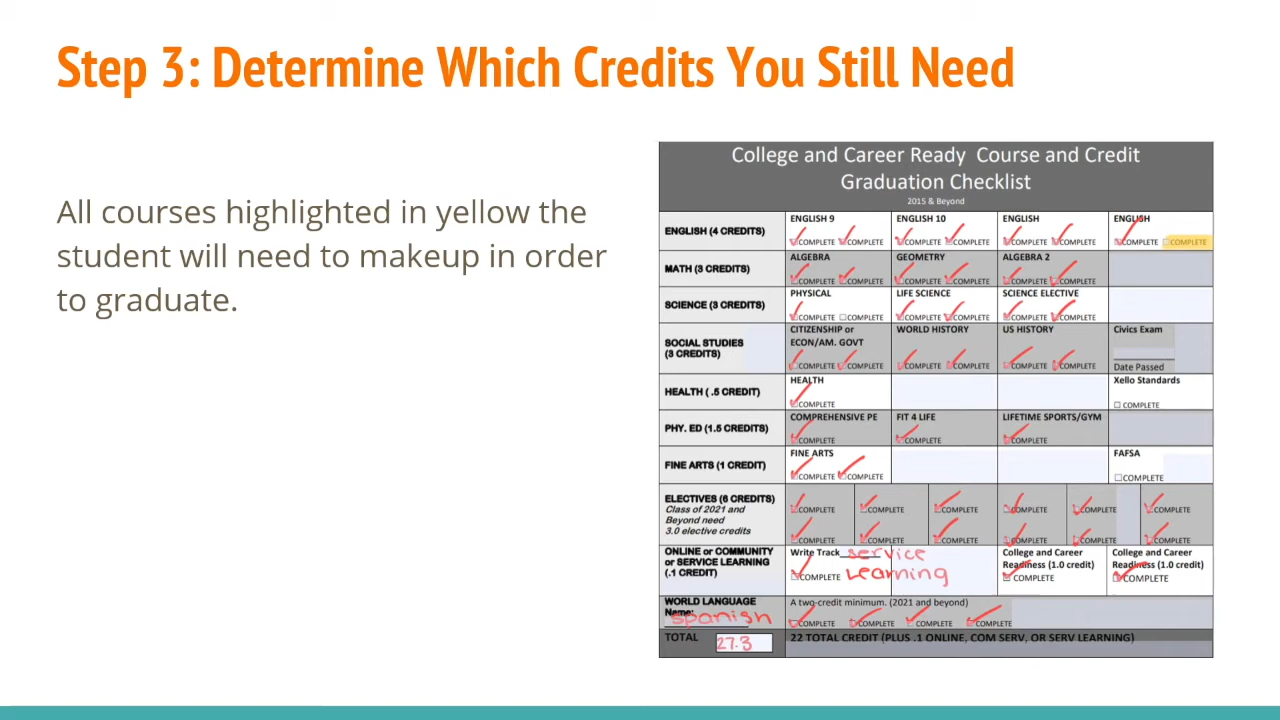 Step 3: Determine Which Credits You Still Need
All courses highlighted in yellow the
student will need to makeup in order
to graduate.
College and Career Ready Course and Credit
Graduation Checklist
2015 & Beyond
ENGLISH (4 CREDITS)
ENGLISH 9 ENGLISH 10 ENGLISH ENGLISH
COMPLETE COMPLETE COMPLETE COMPLETE COMPLETE COMPLETE COMPLETE COMPLETE
MATH (3 CREDITS)
ALGEBRA GEOMETRY ALGEBRA 2
COMPLETE COMPLETE COMPLETE COMPLETE COMPLETE COMPLETE
SCIENCE (3 CREDITS)
PHYSICAL LIFE SCIENCE SCIENCE ELECTIVE
COMPLETE COMPLETE COMPLETE COMPLETE COMPLETE COMPLETE
SOCIAL STUDIES
(3 CREDITS)
CITIZENSHIP or WORLD HISTORY US HISTORY Civics Exam
ECON/AM. GOVT
COMPLETE COMPLETE COMPLETE COMPLETE COMPLETE COMPLETE Date Passed
HEALTH ( .5 CREDIT)
HEALTH Xello Standards
COMPLETE COMPLETE
PHY. ED (1.5 CREDITS)
COMPREHENSIVE PE FIT 4 LIFE LIFETIME SPORTS/GYM
COMPLETE COMPLETE COMPLETE
FINE ARTS (1 CREDIT)
FINE ARTS FAFSA
COMPLETE COMPLETE COMPLETE
ELECTIVES (6 CREDITS)
Class of 2021 and
Beyond need
3.0 elective credits
COMPLETE COMPLETE COMPLETE COMPLETE COMPLETE COMPLETE
COMPLETE COMPLETE COMPLETE COMPLETE COMPLETE COMPLETE
ONLINE or COMMUNITY
or SERVICE LEARNING
(.1 CREDIT)
Write Track service College and Career College and Career
learning Readiness (1.0 credit) Readiness (1.0 credit)
COMPLETE COMPLETE COMPLETE
WORLD LANGUAGE
Name: spanish
A two-credit minimum. (2021 and beyond)
COMPLETE COMPLETE COMPLETE COMPLETE
TOTAL 27.3 22 TOTAL CREDIT (PLUS .1 ONLINE, COM SERV, OR SERV LEARNING)